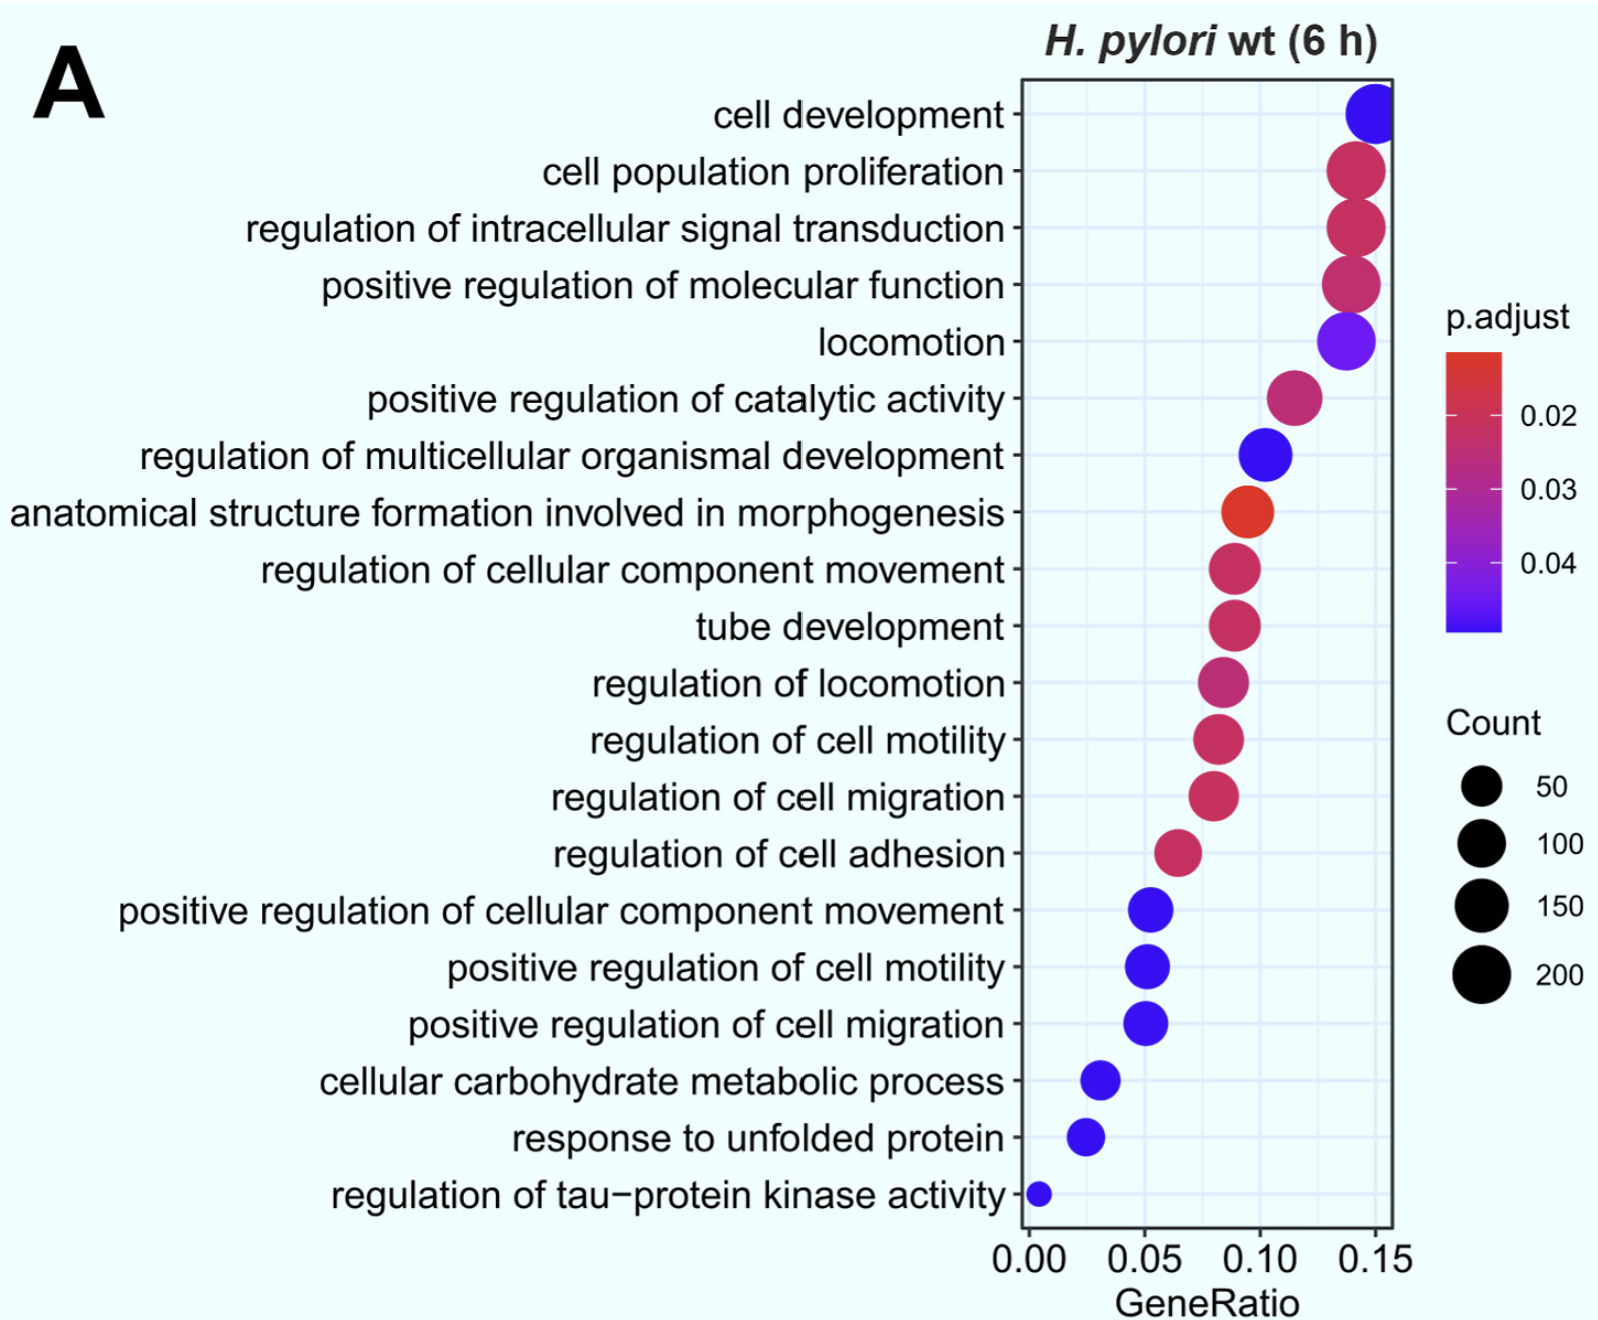 A
H. pylori wt (6 h)
cell development
cell population proliferation
regulation of intracellular signal transduction
positive regulation of molecular function
locomotion
positive regulation of catalytic activity
regulation of multicellular organismal development
anatomical structure formation involved in morphogenesis
regulation of cellular component movement
tube development
regulation of locomotion
regulation of cell motility
regulation of cell migration
regulation of cell adhesion
positive regulation of cellular component movement
positive regulation of cell motility
positive regulation of cell migration
cellular carbohydrate metabolic process
response to unfolded protein
regulation of tau−protein kinase activity
0.00 0.05 0.10 0.15
GeneRatio
p.adjust
0.02
0.03
0.04
Count
50
100
150
200